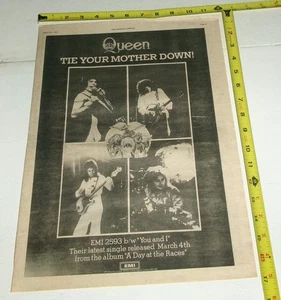 Queen
TIE YOUR MOTHER DOWN!
EMI 2593 b/w "You and I"
Their latest single released March 4th
from the album "A Day at the Races"
EMI